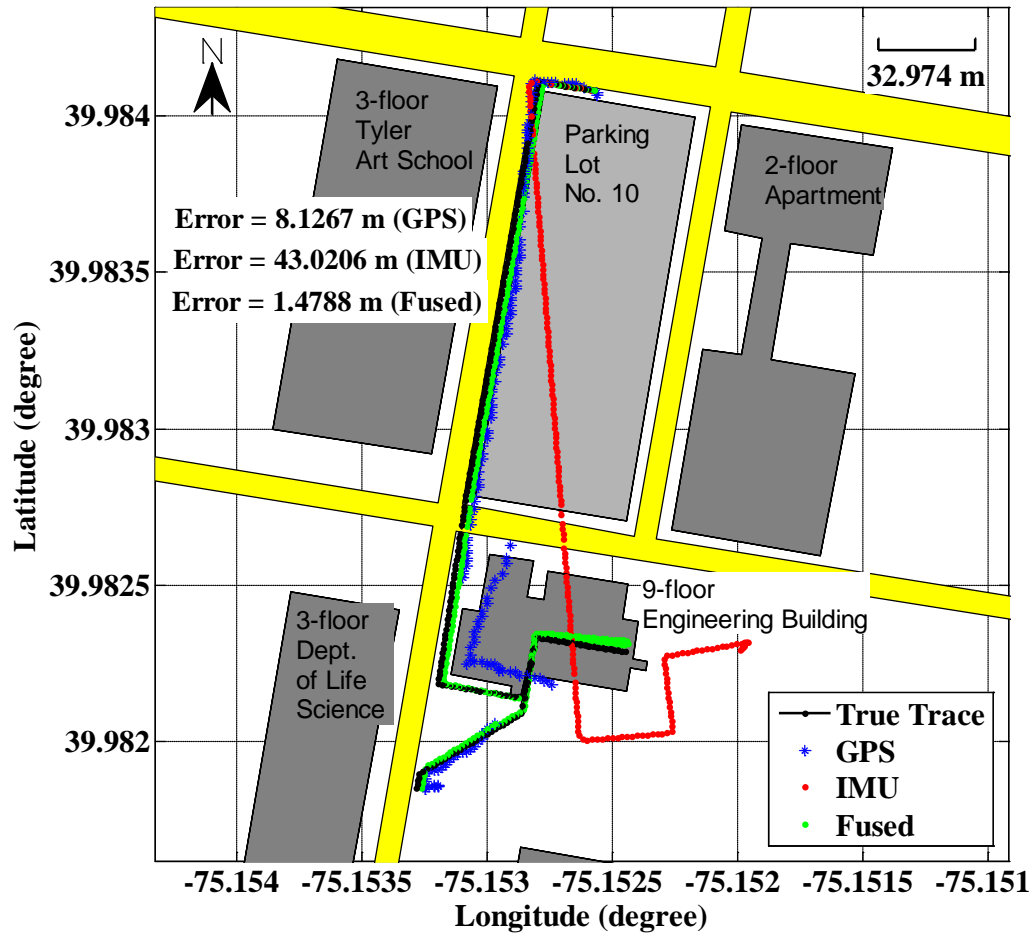 N
32.974 m
3-floor
Tyler
Art School
Parking
Lot
No. 10
2-floor
Apartment
Error = 8.1267 m (GPS)
Error = 43.0206 m (IMU)
Error = 1.4788 m (Fused)
9-floor
Engineering Building
3-floor
Dept.
of Life
Science
True Trace
GPS
IMU
Fused
39.984
39.9835
39.983
39.9825
39.982
Latitude (degree)
-75.154 -75.1535 -75.153 -75.1525 -75.152 -75.1515 -75.151
Longitude (degree)